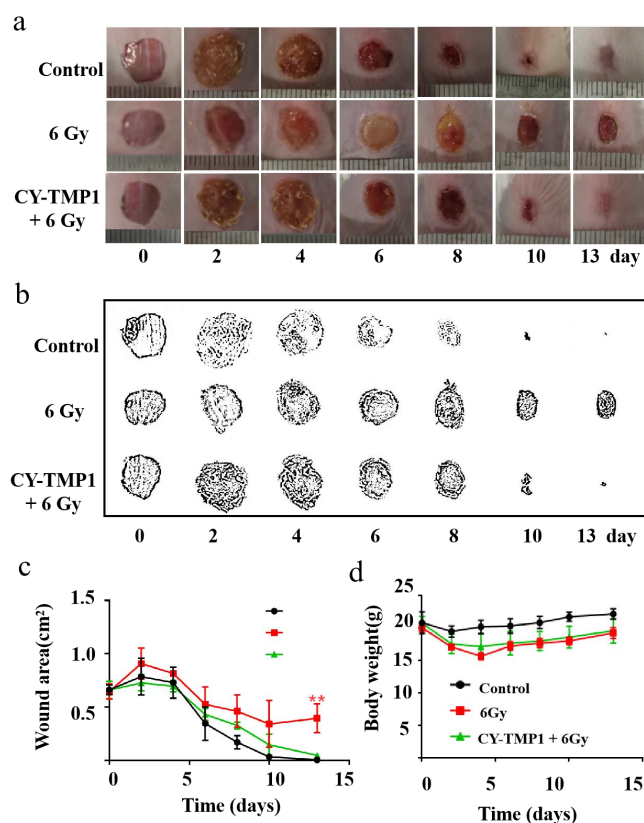 a
Control
6 Gy
CY-TMP1
+ 6 Gy
0 2 4 6 8 10 13 day
b
Control
6 Gy
CY-TMP1
+ 6 Gy
0 2 4 6 8 10 13 day
c
Wound area(cm²)
1.5
1.0
0.5
**
0 5 10 15
Time (days)
d
Body weight(g)
25
20
15
10
5
0
Control
6Gy
CY-TMP1 + 6Gy
0 5 10 15
Time (days)